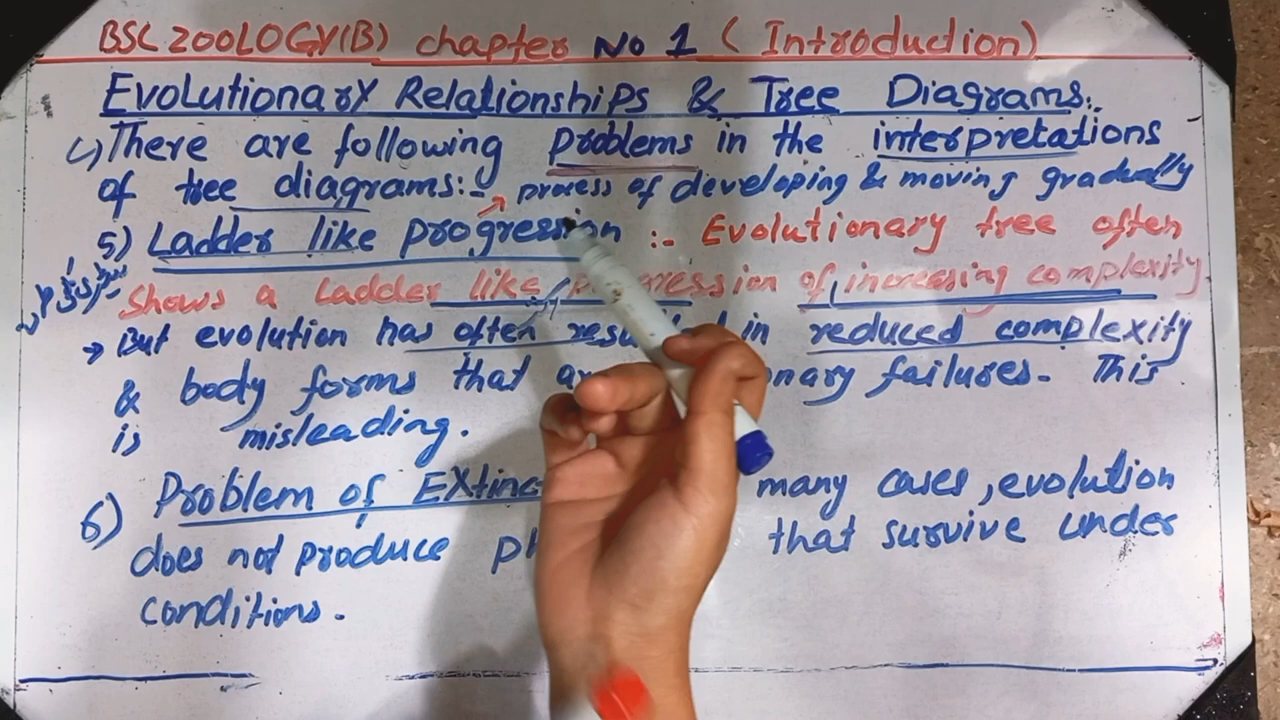 BSC ZOOLOGY(B) chapter No 1 ( Introduction)
Evolutionary Relationships & Tree Diagrams:.
4) There are following problems in the interpretations
of tree diagrams:- process of developing & moving gradually
5) Ladder like progression :- Evolutionary tree often
shows a Ladder like progression of increasing complexity.
→ But evolution has often in reduced complexity
& body forms that failures. This
is misleading.
6) Problem of many cases, evolution
does not produce that survive under
conditions.